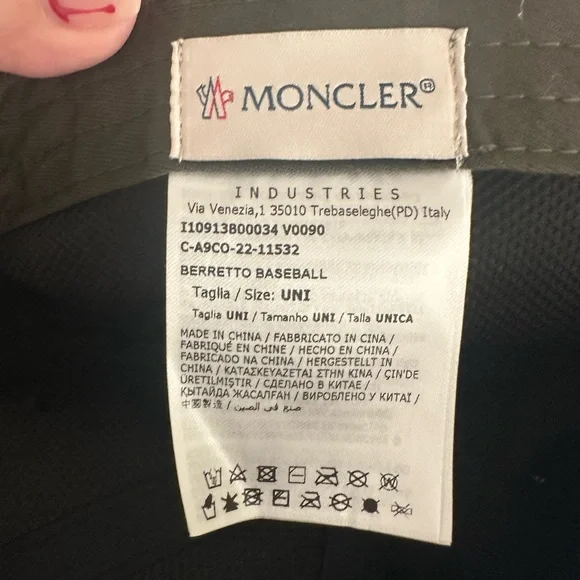 MONCLER®
INDUSTRIES
Via Venezia,1 35010 Trebaseleghe(PD) Italy
I10913B00034 V0090
C-A9CO-22-11532
BERRETTO BASEBALL
Taglia / Size: UNI
Taglia UNI / Tamanho UNI / Talla UNICA
MADE IN CHINA / FABBRICATO IN CINA /
FABRIQUÉ EN CHINE / HECHO EN CHINA /
FABRICADO NA CHINA / HERGESTELLT IN
CHINA / ΚΑΤΑΣΚΕΥΑΖΕΤΑΙ ΣΤΗΝ ΚΙΝΑ / ÇIN'DE
ÜRETILMIŞTIR / СДЕЛАНО В КИТАЕ /
ҚЫТАЙДА ЖАСАЛҒАН / ВИРОБЛЕНО У КИТАЇ /
中國製造 / صنع في الصين /